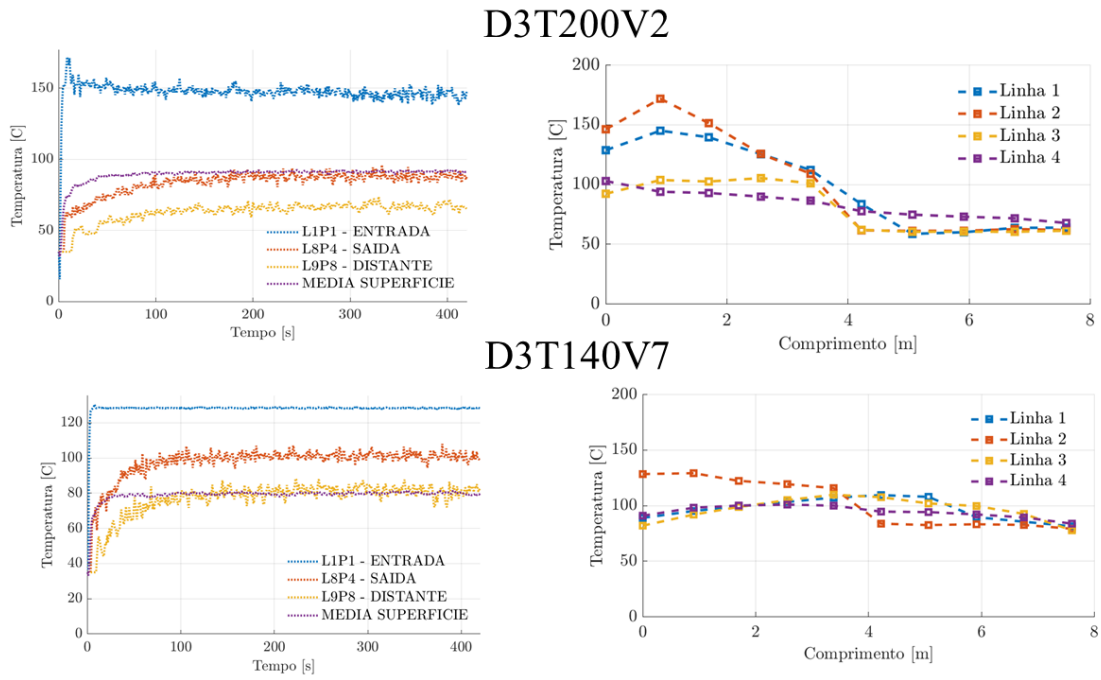 D3T200V2
Temperatura [C]
150
100
50
0
L1P1 - ENTRADA
L8P4 - SAIDA
L9P8 - DISTANTE
MEDIA SUPERFICIE
0 100 200 300 400
Tempo [s]
Temperatura [C]
200
150
100
50
0
Linha 1
Linha 2
Linha 3
Linha 4
0 2 4 6 8
Comprimento [m]
D3T140V7
Temperatura [C]
120
100
80
60
40
20
0
L1P1 - ENTRADA
L8P4 - SAIDA
L9P8 - DISTANTE
MEDIA SUPERFICIE
0 100 200 300 400
Tempo [s]
Temperatura [C]
200
150
100
50
0
Linha 1
Linha 2
Linha 3
Linha 4
0 2 4 6 8
Comprimento [m]